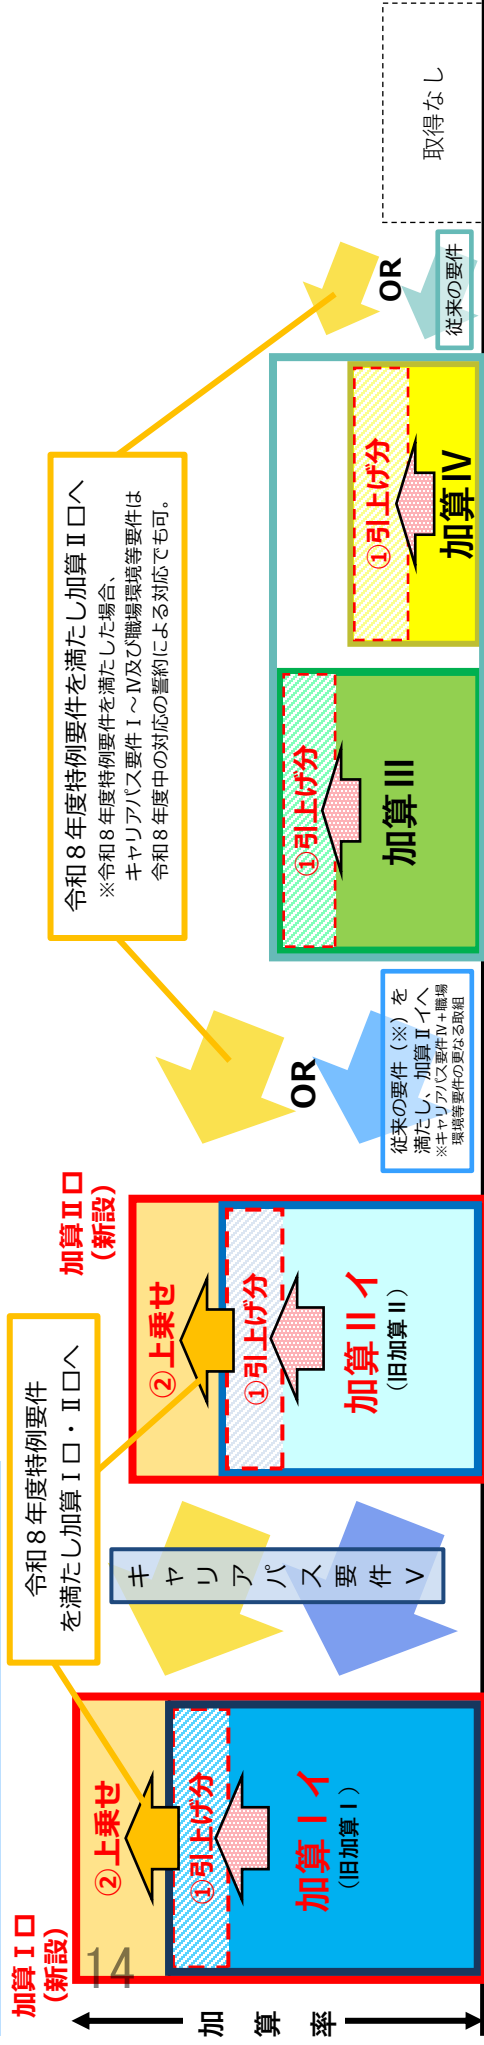 加算Ⅰロ
（新設）
14
加算率
②上乗せ
①引上げ分
加算Ⅰイ
（旧加算Ⅰ）
令和８年度特例要件
を満たし加算Ⅰロ・Ⅱロへ
キャリアパス要件Ⅴ
加算Ⅱロ
（新設）
②上乗せ
①引上げ分
加算Ⅱイ
（旧加算Ⅱ）
OR
従来の要件（※）を
満たし、加算Ⅱイへ
※キャリアパス要件Ⅳ＋職場
環境等要件の更なる取組
令和８年度特例要件を満たし加算Ⅱロへ
※令和８年度特例要件を満たした場合、
キャリアパス要件Ⅰ～Ⅳ及び職場環境等要件は
令和８年度中の対応の誓約による対応でも可。
①引上げ分
加算Ⅲ
①引上げ分
加算Ⅳ
OR
従来の要件
取得なし